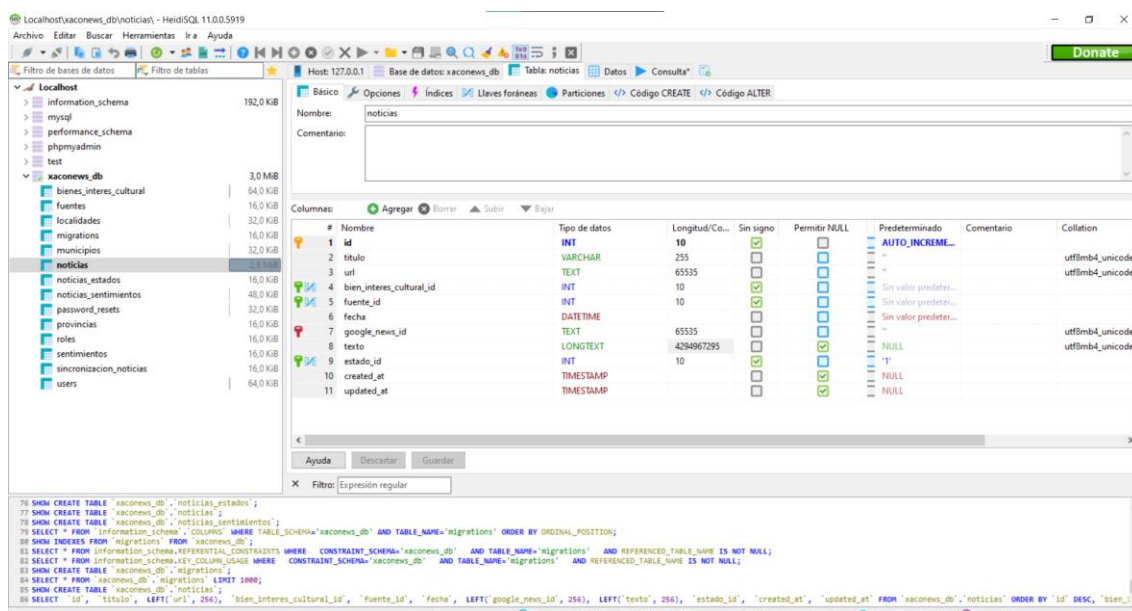 Localhost\xaconews_db\noticias\ - HeidiSQL 11.0.0.5919
Archivo Editar Buscar Herramientas Ir a Ayuda
Donate
Filtro de bases de datos Filtro de tablas
Host: 127.0.0.1 Base de datos: xaconews_db Tabla: noticias Datos Consulta*
Localhost
information_schema 192,0 KiB
mysql
performance_schema
phpmyadmin
test
xaconews_db 3,0 MiB
bienes_interes_cultural 64,0 KiB
fuentes 16,0 KiB
localidades 32,0 KiB
migrations 16,0 KiB
municipios 32,0 KiB
noticias
noticias_estados 16,0 KiB
noticias_sentimientos 48,0 KiB
password_resets 32,0 KiB
provincias 16,0 KiB
roles 16,0 KiB
sentimientos 16,0 KiB
sincronizacion_noticias 16,0 KiB
users 64,0 KiB
Básico Opciones Índices Llaves foráneas Particiones Código CREATE Código ALTER
Nombre: noticias
Comentario:
Columnas: Agregar Borrar Subir Bajar
# Nombre Tipo de datos Longitud/Co... Sin signo Permitir NULL Predeterminado Comentario Collation
1 id INT 10 AUTO_INCREME...
2 titulo VARCHAR 255 '' utf8mb4_unicode
3 url TEXT 65535 '' utf8mb4_unicode
4 bien_interes_cultural_id INT 10 Sin valor predeter...
5 fuente_id INT 10 Sin valor predeter...
6 fecha DATETIME Sin valor predeter...
7 google_news_id TEXT 65535 '' utf8mb4_unicode
8 texto LONGTEXT 4294967295 NULL utf8mb4_unicode
9 estado_id INT 10 '1'
10 created_at TIMESTAMP NULL
11 updated_at TIMESTAMP NULL
Ayuda Descartar Guardar
Filtro: Expresión regular
76 SHOW CREATE TABLE `xaconews_db`.`noticias_estados`;
77 SHOW CREATE TABLE `xaconews_db`.`noticias`;
78 SHOW CREATE TABLE `xaconews_db`.`noticias_sentimientos`;
79 SELECT * FROM `information_schema`.`COLUMNS` WHERE TABLE_SCHEMA='xaconews_db' AND TABLE_NAME='migrations' ORDER BY ORDINAL_POSITION;
80 SHOW INDEXES FROM `migrations` FROM `xaconews_db`;
81 SELECT * FROM information_schema.REFERENTIAL_CONSTRAINTS WHERE CONSTRAINT_SCHEMA='xaconews_db' AND TABLE_NAME='migrations' AND REFERENCED_TABLE_NAME IS NOT NULL;
82 SELECT * FROM information_schema.KEY_COLUMN_USAGE WHERE CONSTRAINT_SCHEMA='xaconews_db' AND TABLE_NAME='migrations' AND REFERENCED_TABLE_NAME IS NOT NULL;
83 SHOW CREATE TABLE `xaconews_db`.`migrations`;
84 SELECT * FROM `xaconews_db`.`migrations` LIMIT 1000;
85 SHOW CREATE TABLE `xaconews_db`.`noticias`;
86 SELECT `id`, `titulo`, LEFT(`url`, 256), `bien_interes_cultural_id`, `fuente_id`, `fecha`, LEFT(`google_news_id`, 256), LEFT(`texto`, 256), `estado_id`, `created_at`, `updated_at` FROM `xaconews_db`.`noticias` ORDER BY `id` DESC,